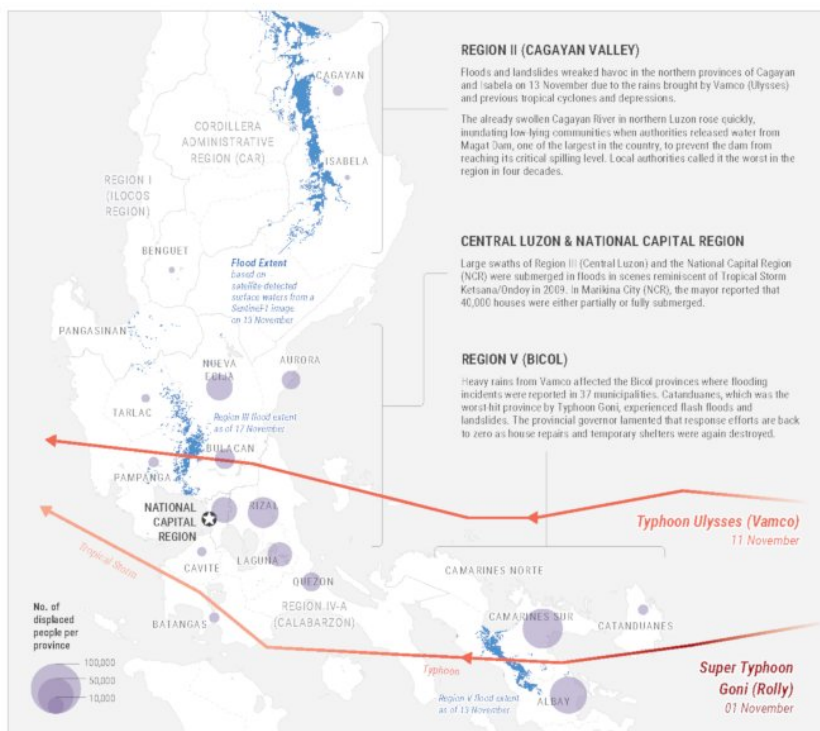 REGION II (CAGAYAN VALLEY)
Floods and landslides wreaked havoc in the northern provinces of Cagayan
and Isabela on 13 November due to the rains brought by Vamco (Ulysses)
and previous tropical cyclones and depressions.
The already swollen Cagayan River in northern Luzon rose quickly,
inundating low-lying communities when authorities released water from
Magat Dam, one of the largest in the country, to prevent the dam from
reaching its critical spilling level. Local authorities called it the worst in the
region in four decades.
CENTRAL LUZON & NATIONAL CAPITAL REGION
Large swaths of Region III (Central Luzon) and the National Capital Region
(NCR) were submerged in floods in scenes reminiscent of Tropical Storm
Ketsana/Ondoy in 2009. In Marikina City (NCR), the mayor reported that
40,000 houses were either partially or fully submerged.
REGION V (BICOL)
Heavy rains from Vamco affected the Bicol provinces where flooding
incidents were reported in 37 municipalities. Catanduanes, which was the
worst-hit province by Typhoon Goni, experienced flash floods and
landslides. The provincial governor lamented that response efforts are back
to zero as house repairs and temporary shelters were again destroyed.
CAGAYAN
CORDILLERA
ADMINISTRATIVE
REGION (CAR)
ISABELA
REGION I
(ILOCOS
REGION)
BENGUET
Flood Extent
based on
satellite-detected
surface waters from a
Sentinel-1 image
on 13 November
PANGASINAN
NUEVA
ECIJA
AURORA
TARLAC
Region III flood extent
as of 17 November
BULACAN
PAMPANGA
NATIONAL
CAPITAL
REGION
RIZAL
Typhoon Ulysses (Vamco)
11 November
Tropical Storm
CAVITE
LAGUNA
QUEZON
CAMARINES NORTE
REGION IV-A
(CALABARZON)
BATANGAS
CAMARINES SUR
CATANDUANES
No. of
displaced
people per
province
100,000
50,000
10,000
Typhoon
Super Typhoon
Goni (Rolly)
01 November
Region V flood extent
as of 13 November
ALBAY